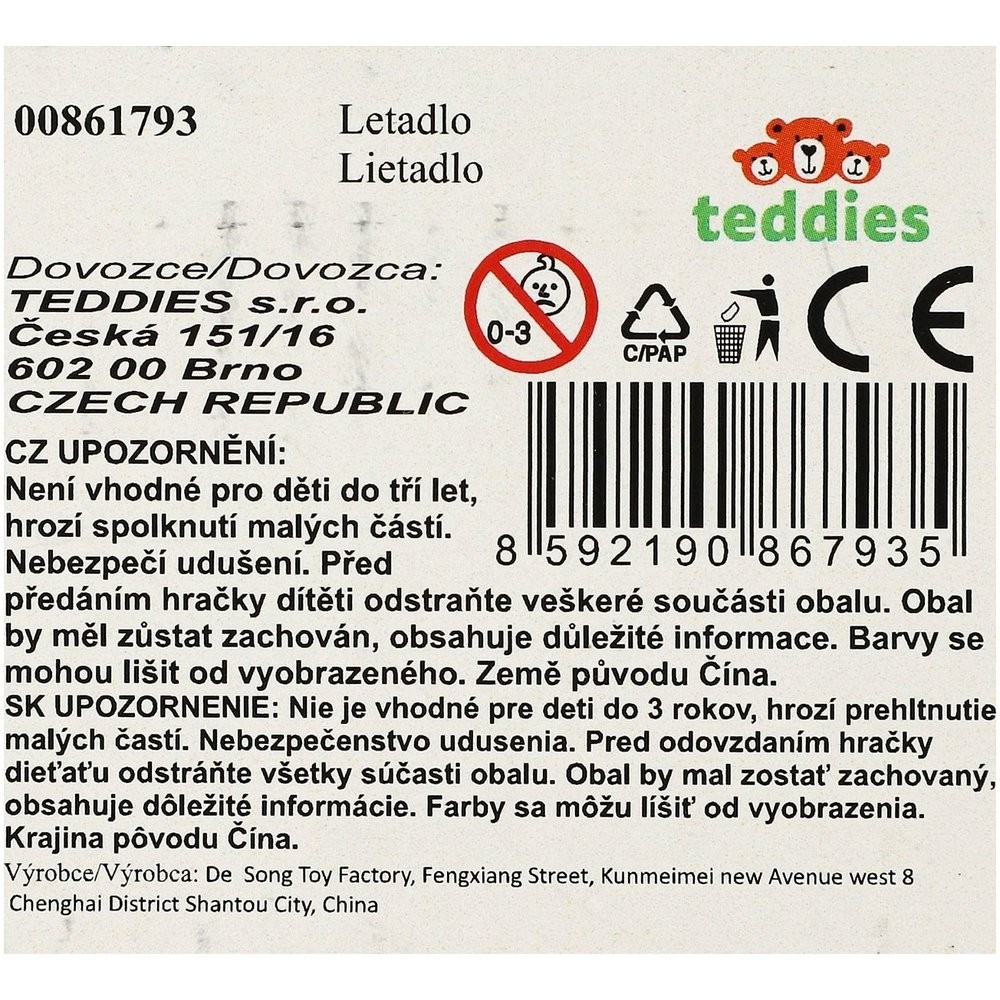 00861793
Letadlo
Lietadlo
teddies
Dovozce/Dovozca:
TEDDIES s.r.o.
Česká 151/16
602 00 Brno
CZECH REPUBLIC
0-3
C/PAP
CE
8 592190 867935
CZ UPOZORNĚNÍ:
Není vhodné pro děti do tří let,
hrozí spolknutí malých částí.
Nebezpečí udušení. Před
předáním hračky dítěti odstraňte veškeré součásti obalu. Obal
by měl zůstat zachován, obsahuje důležité informace. Barvy se
mohou lišit od vyobrazeného. Země původu Čína.
SK UPOZORNENIE: Nie je vhodné pre deti do 3 rokov, hrozí prehltnutie
malých častí. Nebezpečenstvo udusenia. Pred odovzdaním hračky
dieťaťu odstráňte všetky súčasti obalu. Obal by mal zostať zachovaný,
obsahuje dôležité informácie. Farby sa môžu líšiť od vyobrazenia.
Krajina pôvodu Čína.
Výrobce/Výrobca: De Song Toy Factory, Fengxiang Street, Kunmeimei new Avenue west 8
Chenghai District Shantou City, China